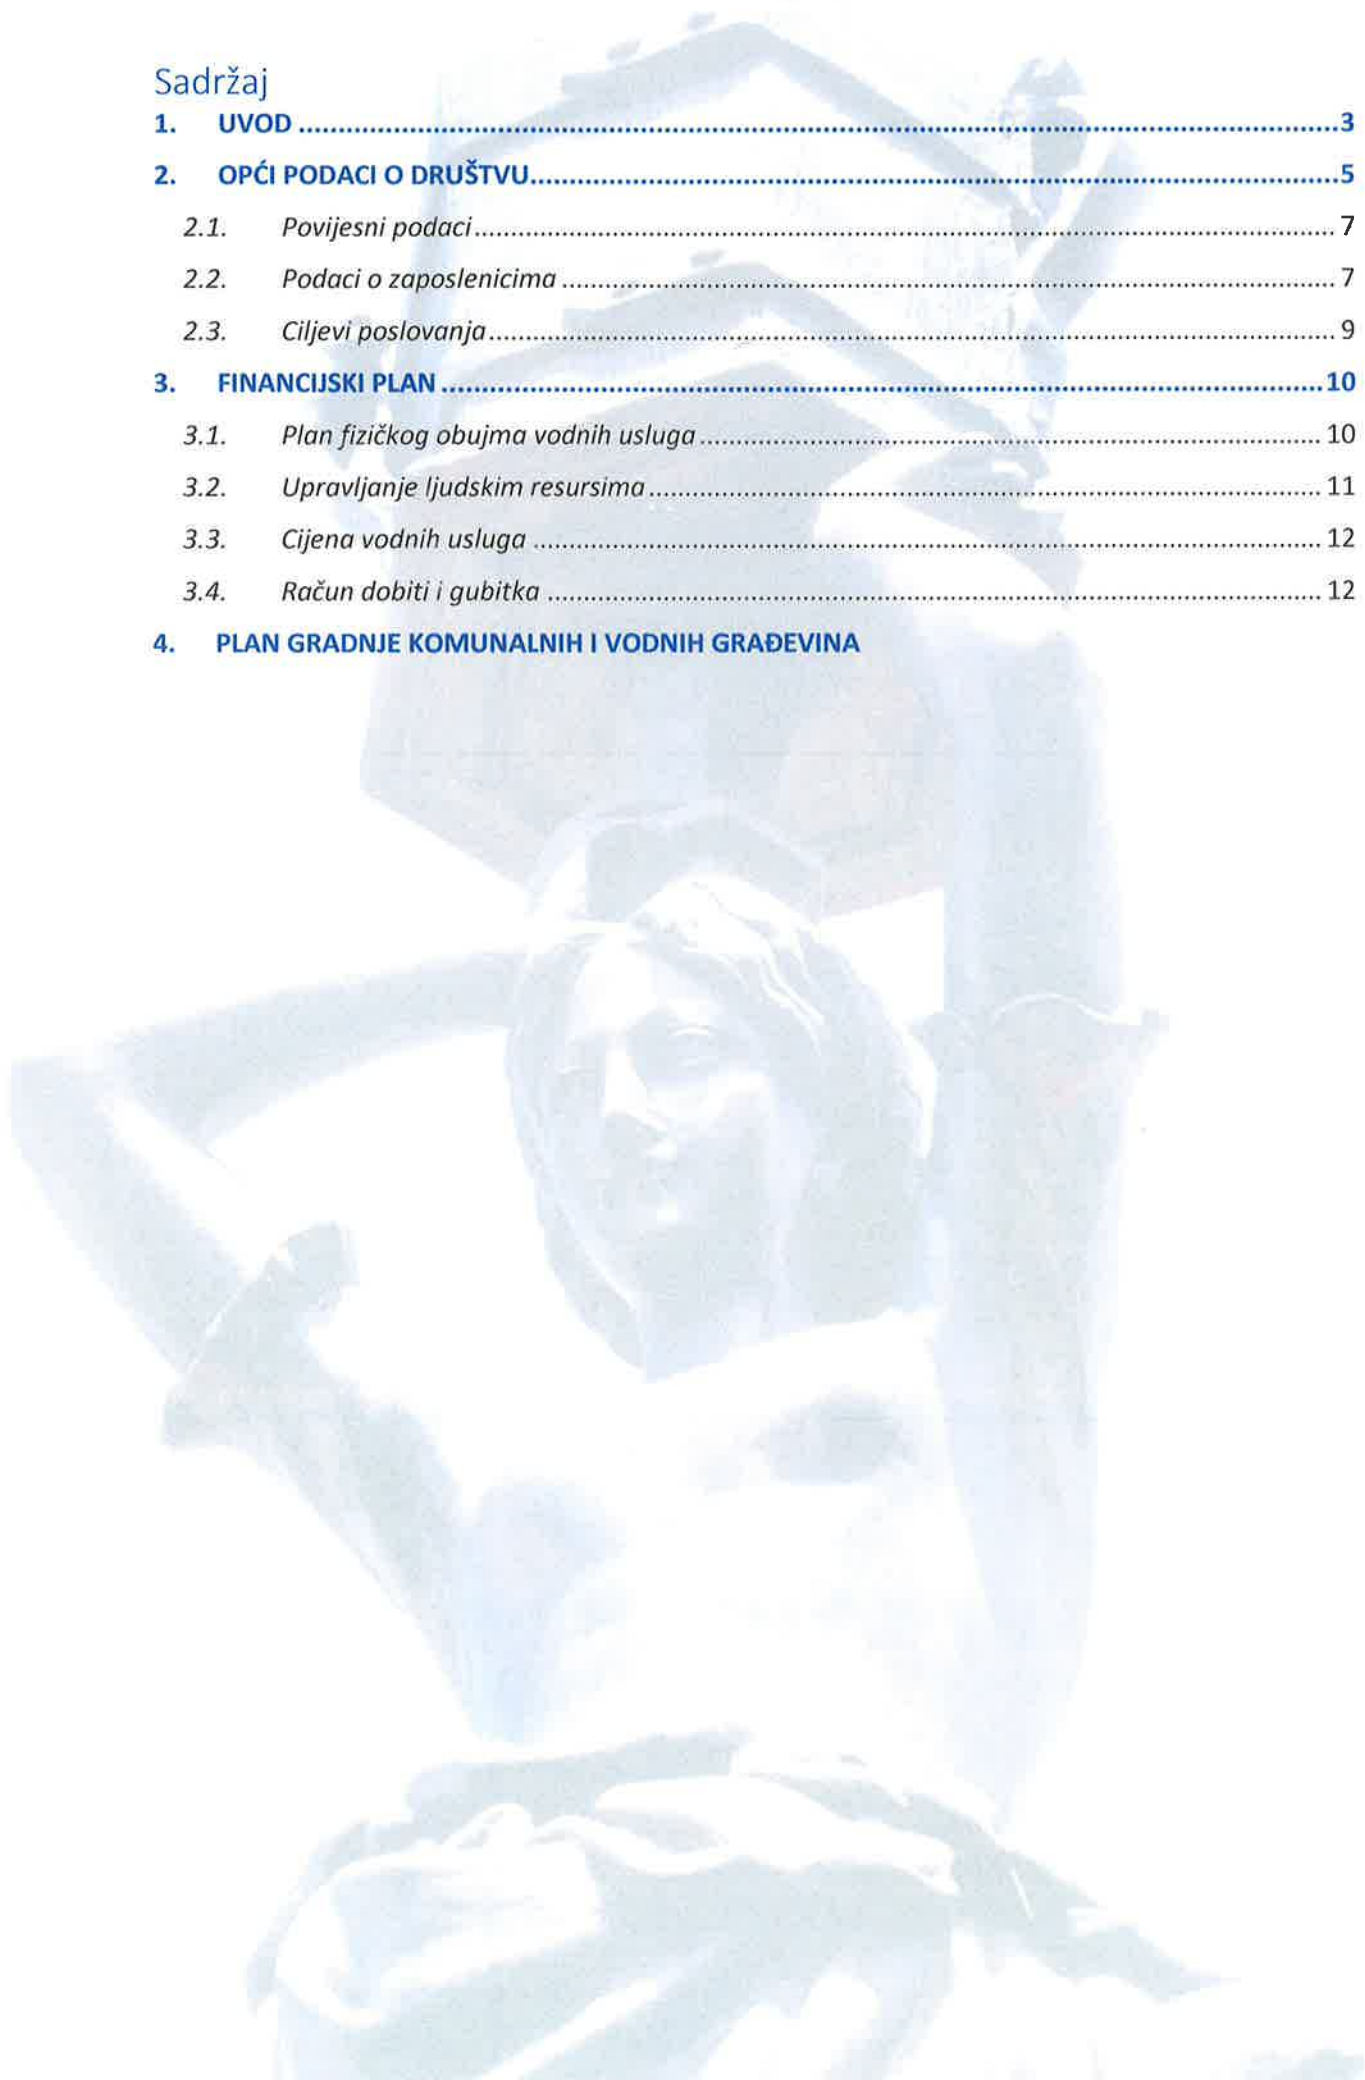 Sadržaj
1. UVOD ........................................................................................................ 3
2. OPĆI PODACI O DRUŠTVU ........................................................................................................ 5
2.1. Povijesni podaci ........................................................................................................ 7
2.2. Podaci o zaposlenicima ........................................................................................................ 7
2.3. Ciljevi poslovanja ........................................................................................................ 9
3. FINANCIJSKI PLAN ........................................................................................................ 10
3.1. Plan fizičkog obujma vodnih usluga ........................................................................................................ 10
3.2. Upravljanje ljudskim resursima ........................................................................................................ 11
3.3. Cijena vodnih usluga ........................................................................................................ 12
3.4. Račun dobiti i gubitka ........................................................................................................ 12
4. PLAN GRADNJE KOMUNALNIH I VODNIH GRAĐEVINA